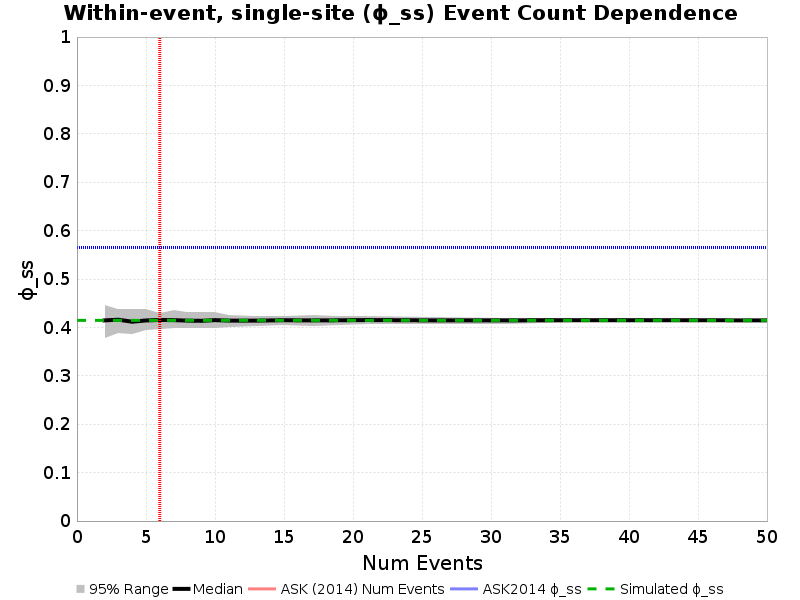 Within-event, single-site (ϕ_ss) Event Count Dependence
1
0.9
0.8
0.7
0.6
0.5
0.4
0.3
0.2
0.1
0
ϕ_ss
0 5 10 15 20 25 30 35 40 45 50
Num Events
95% Range Median ASK (2014) Num Events ASK2014 ϕ_ss Simulated ϕ_ss